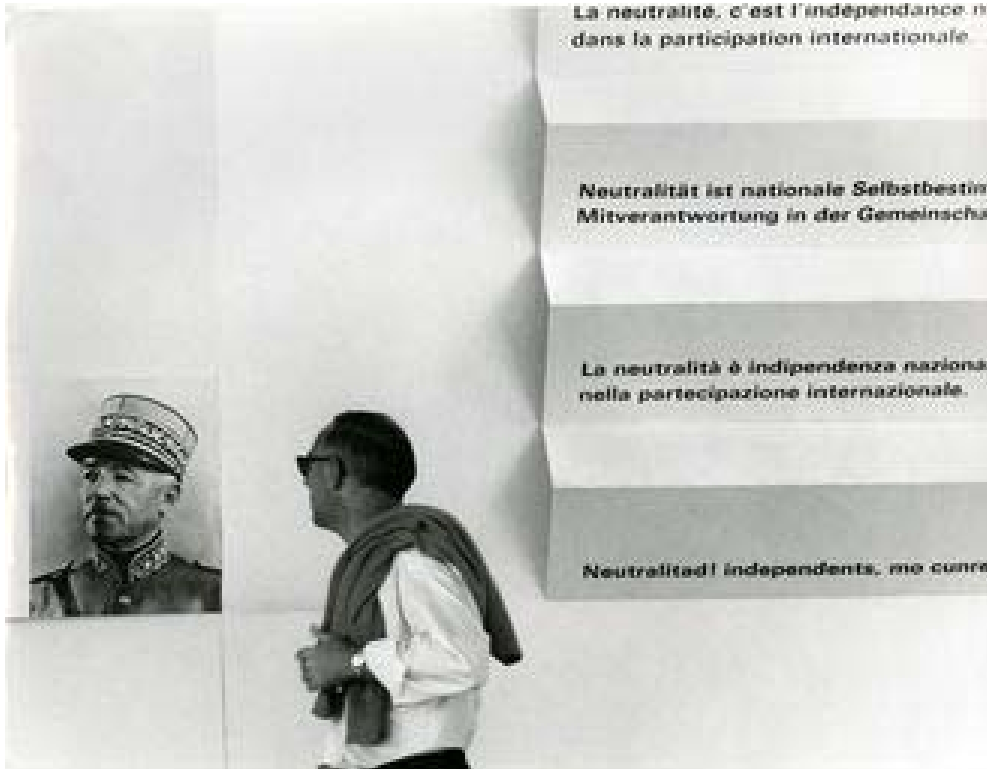 La neutralité, c'est l'indépendance
dans la participation internationale
Neutralität ist nationale
Mitverantwortung in der
La neutralità è indipendenza
nella partecipazione internazionale.
Neutralitad! independents, mo